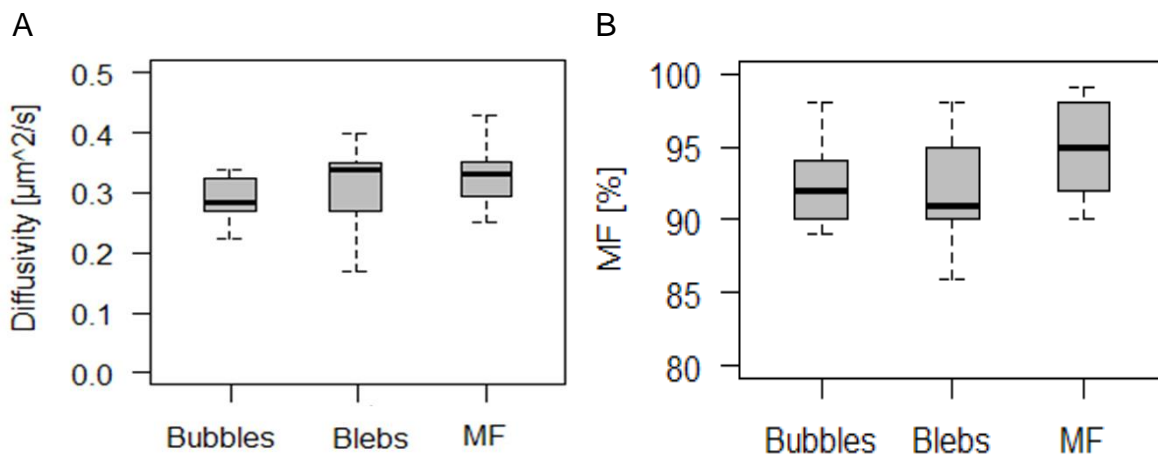 A
Diffusivity [µm^2/s]
0.5
0.4
0.3
0.2
0.1
0.0
Bubbles Blebs MF
B
MF [%]
100
95
90
85
80
Bubbles Blebs MF